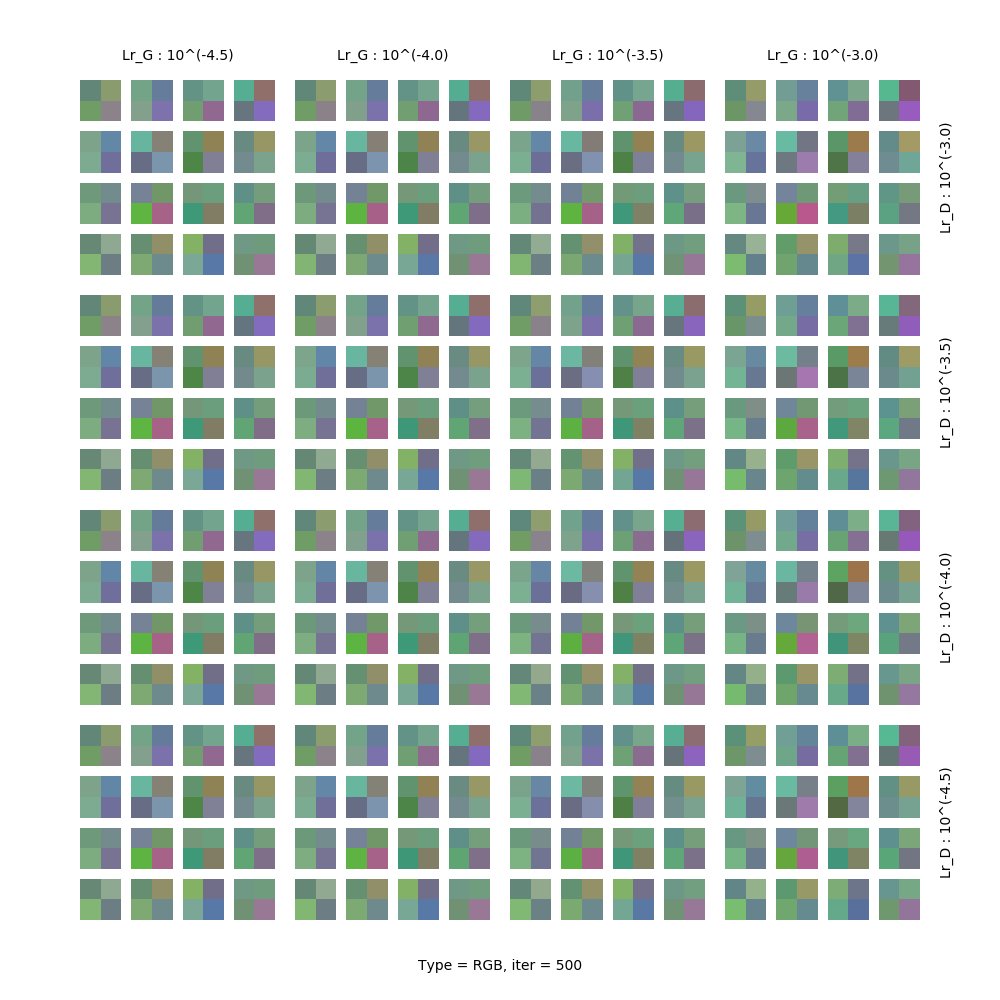 Lr_G : 10^(-4.5)
Lr_G : 10^(-4.0)
Lr_G : 10^(-3.5)
Lr_G : 10^(-3.0)
Lr_D : 10^(-3.0)
Lr_D : 10^(-3.5)
Lr_D : 10^(-4.0)
Lr_D : 10^(-4.5)
Type = RGB, iter = 500